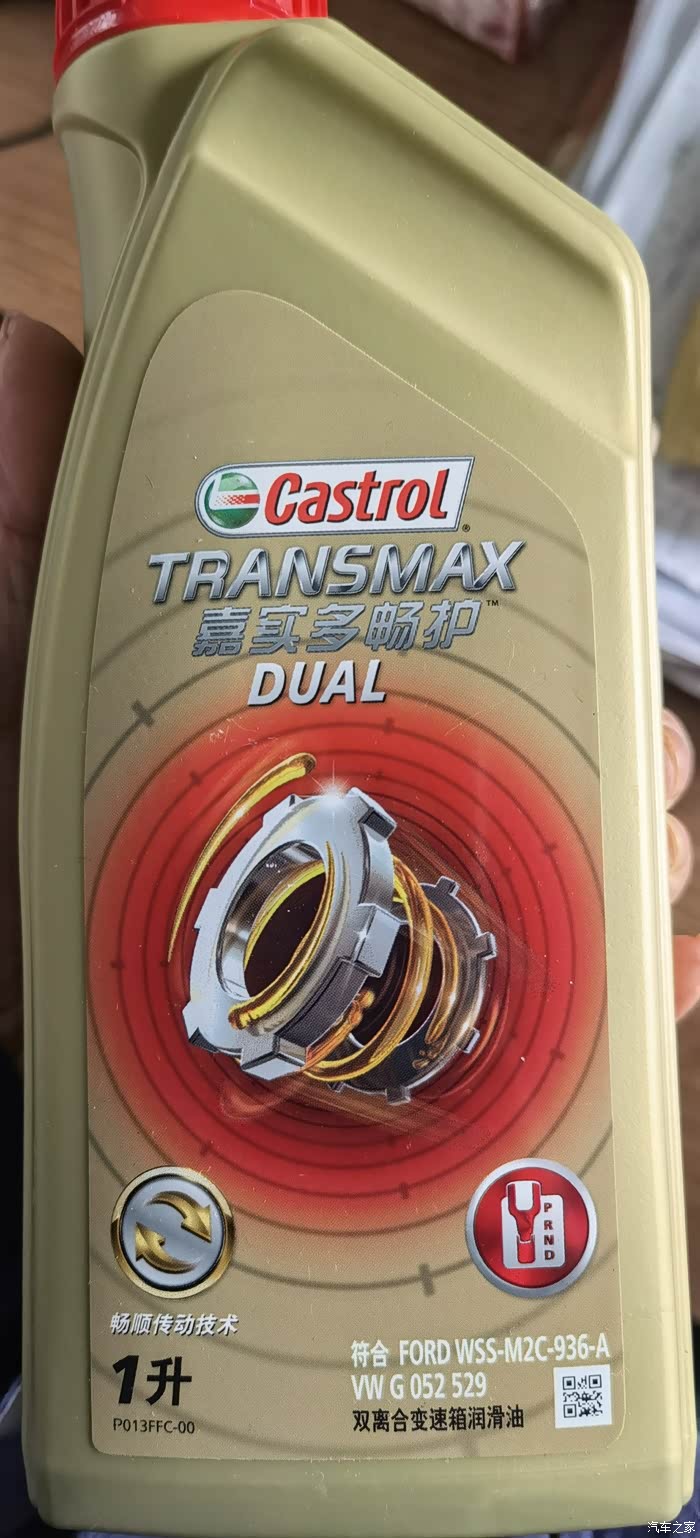 Castrol
TRANSMAX
嘉实多畅护™
DUAL
P
R
N
D
畅顺传动技术
1升
P013FFC-00
符合 FORD WSS-M2C-936-A
VW G 052 529
双离合变速箱润滑油
汽车之家